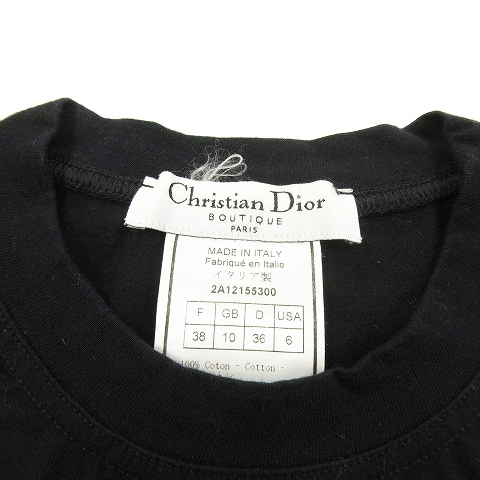 Christian Dior
BOUTIQUE
PARIS
MADE IN ITALY
Fabriqué en Italie
イタリア製
2A12155300
F GB D USA
38 10 36 6
100% Coton - Cotton -